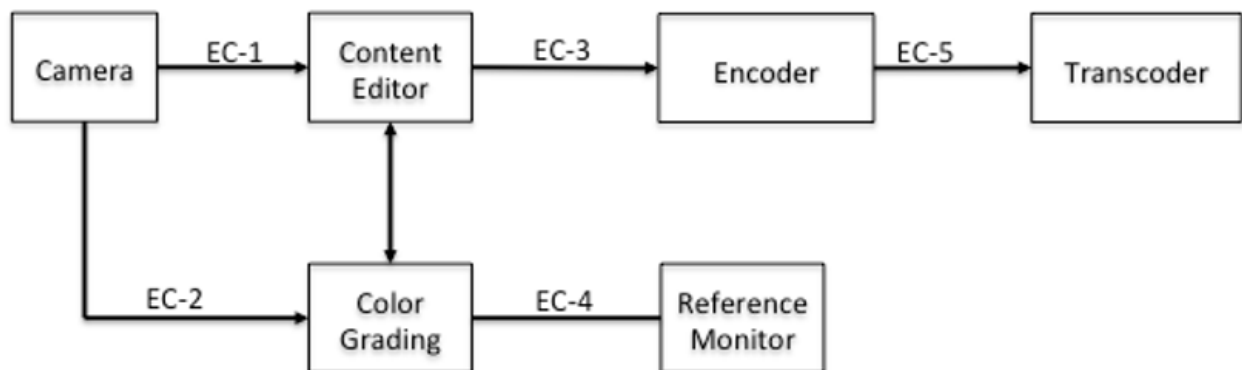 Camera
EC-1
Content
Editor
EC-3
Encoder
EC-5
Transcoder
EC-2
Color
Grading
EC-4
Reference
Monitor